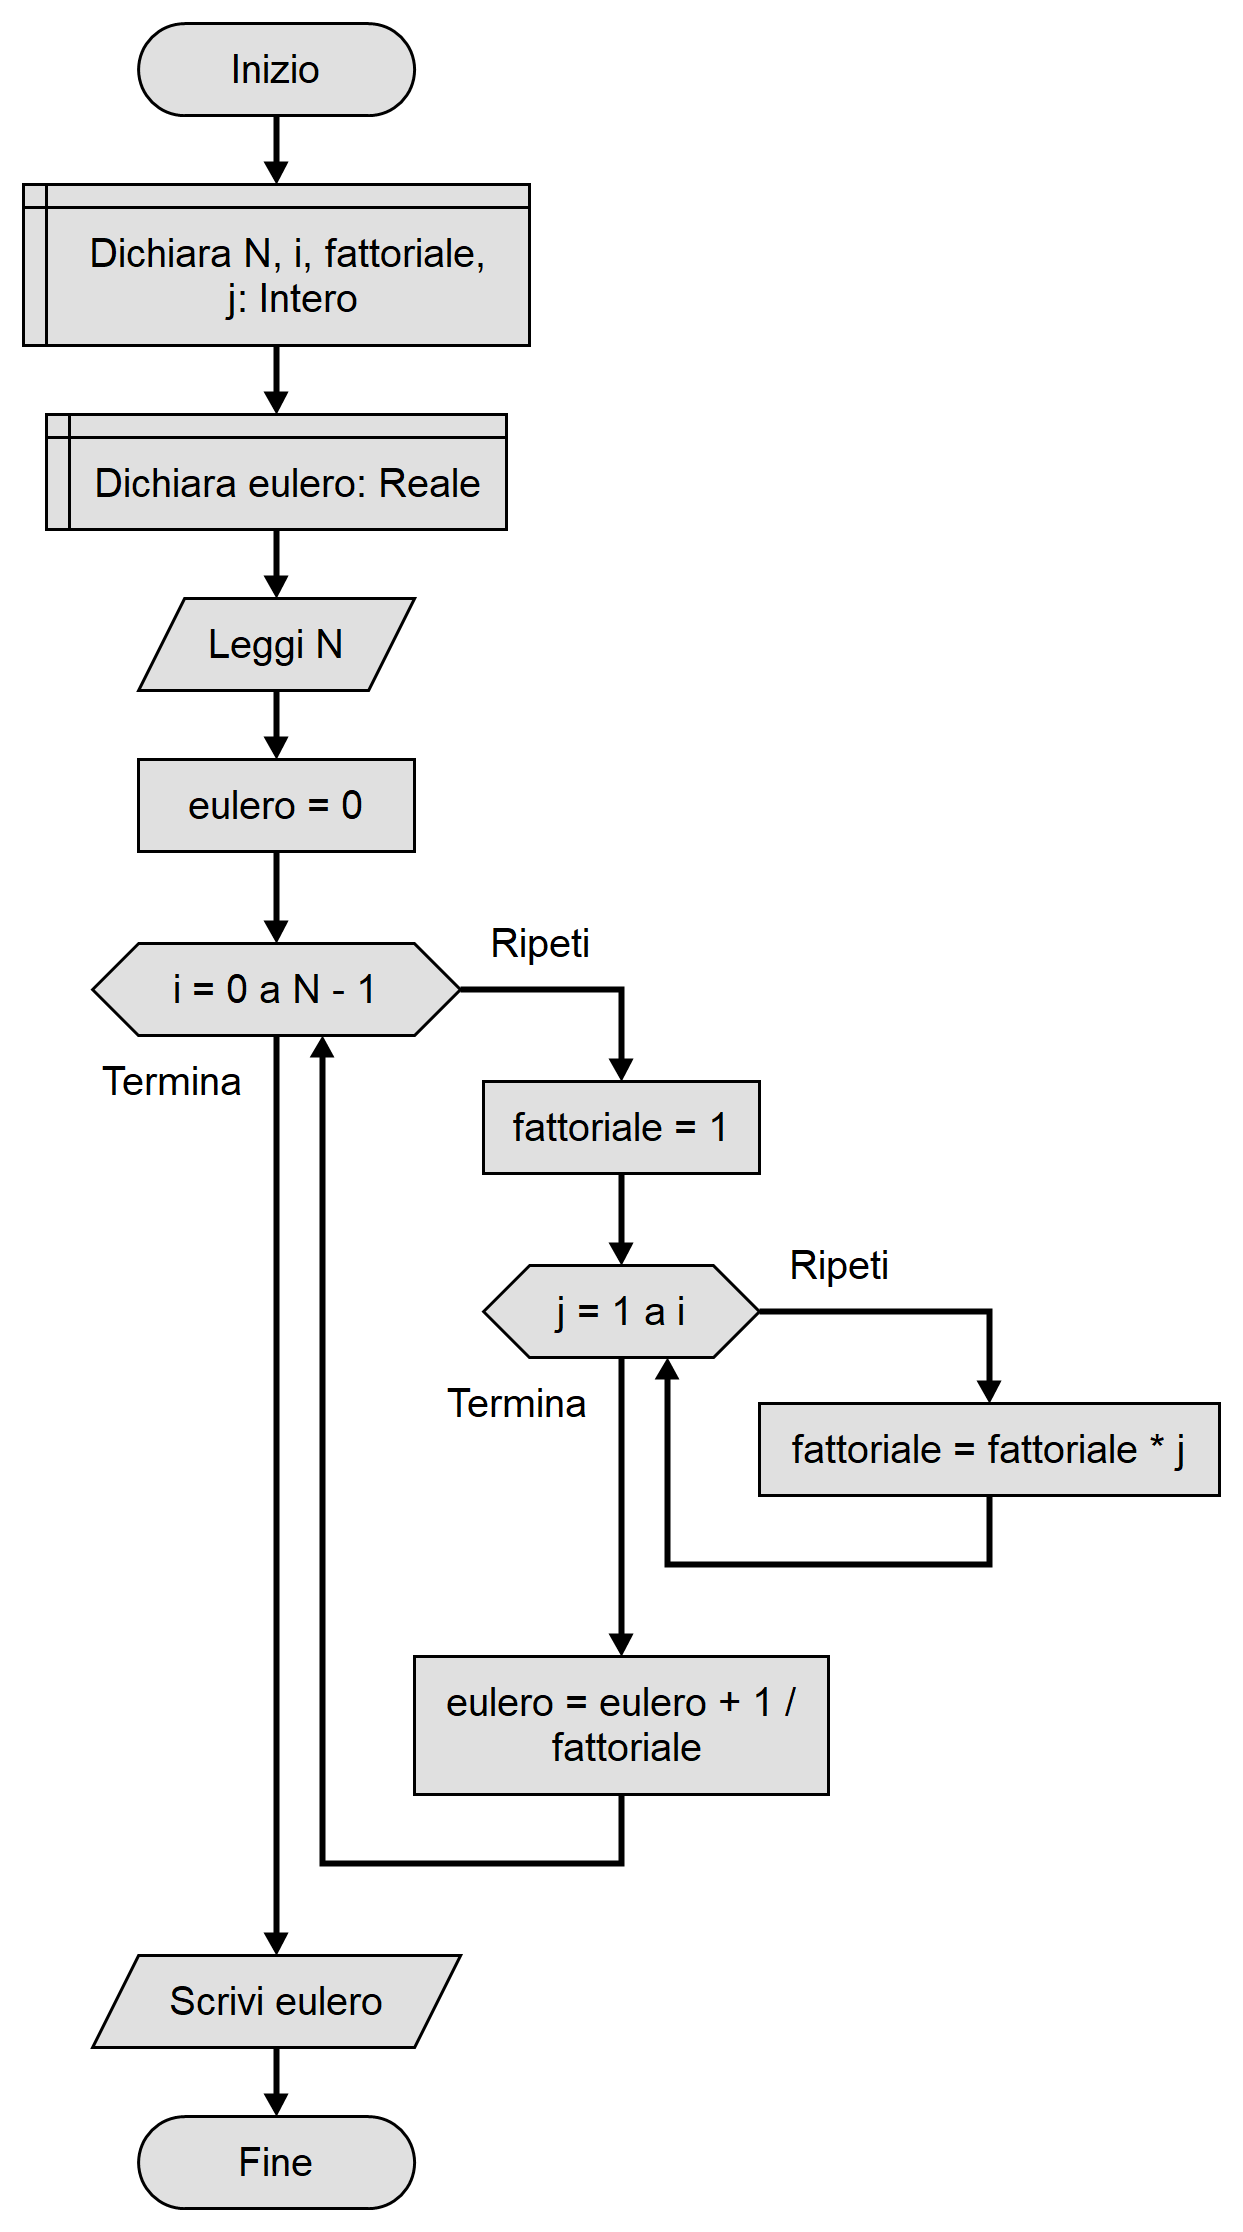 Inizio
Dichiara N, i, fattoriale,
j: Intero
Dichiara eulero: Reale
Leggi N
eulero = 0
i = 0 a N - 1
Ripeti
Termina
fattoriale = 1
j = 1 a i
Ripeti
Termina
fattoriale = fattoriale * j
eulero = eulero + 1 /
fattoriale
Scrivi eulero
Fine